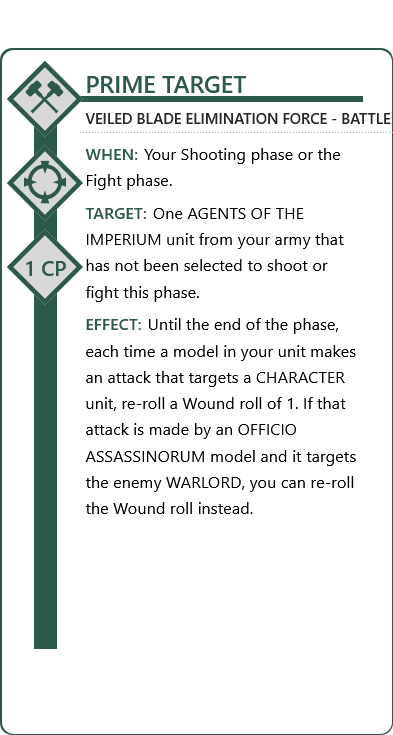 PRIME TARGET
VEILED BLADE ELIMINATION FORCE - BATTLE
WHEN: Your Shooting phase or the
Fight phase.
TARGET: One AGENTS OF THE
IMPERIUM unit from your army that
1 CP
has not been selected to shoot or
fight this phase.
EFFECT: Until the end of the phase,
each time a model in your unit makes
an attack that targets a CHARACTER
unit, re-roll a Wound roll of 1. If that
attack is made by an OFFICIO
ASSASSINORUM model and it targets
the enemy WARLORD, you can re-roll
the Wound roll instead.